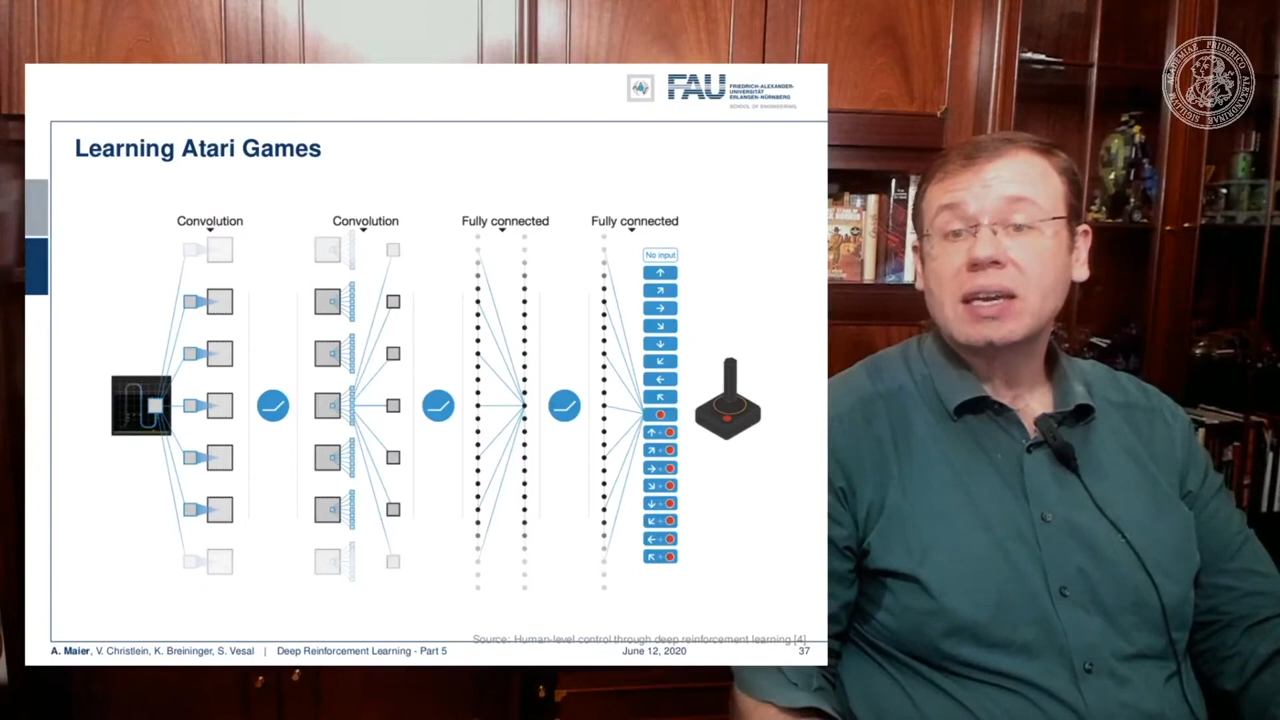 FAU
FRIEDRICH-ALEXANDER-
UNIVERSITÄT
ERLANGEN-NÜRNBERG
SCHOOL OF ENGINEERING
Learning Atari Games
Convolution
Convolution
Fully connected
Fully connected
No input
Source: Human-level control through deep reinforcement learning [4]
A. Maier, V. Christlein, K. Breininger, S. Vesal | Deep Reinforcement Learning - Part 5
June 12, 2020
37